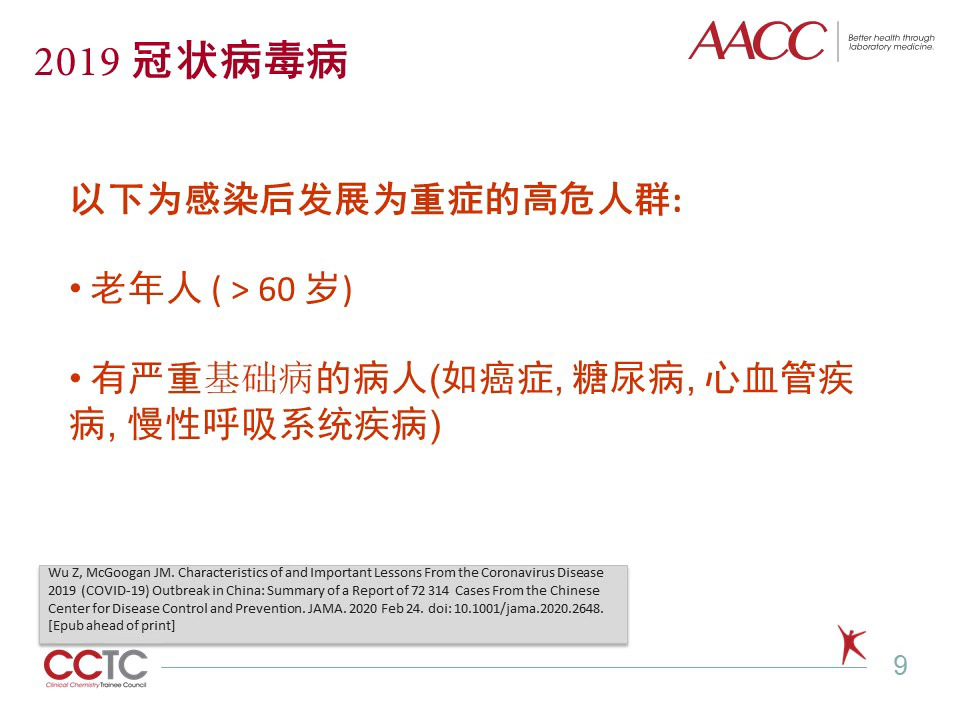 2019 冠状病毒病
AACC
Better health through
laboratory medicine.
以下为感染后发展为重症的高危人群:
• 老年人 ( > 60 岁)
• 有严重基础病的病人(如癌症, 糖尿病, 心血管疾
病, 慢性呼吸系统疾病)
Wu Z, McGoogan JM. Characteristics of and Important Lessons From the Coronavirus Disease
2019 (COVID-19) Outbreak in China: Summary of a Report of 72 314 Cases From the Chinese
Center for Disease Control and Prevention. JAMA. 2020 Feb 24. doi: 10.1001/jama.2020.2648.
[Epub ahead of print]
CCTC
Clinical Chemistry Trainee Council
9